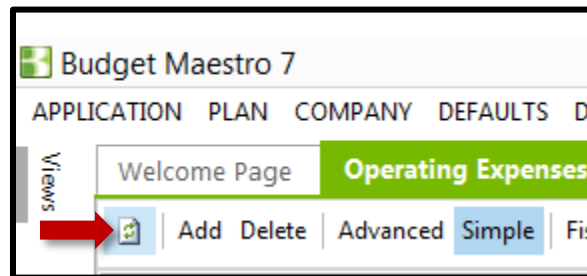 Budget Maestro 7
APPLICATION PLAN COMPANY DEFAULTS
Views
Welcome Page Operating Expenses
Add Delete Advanced Simple